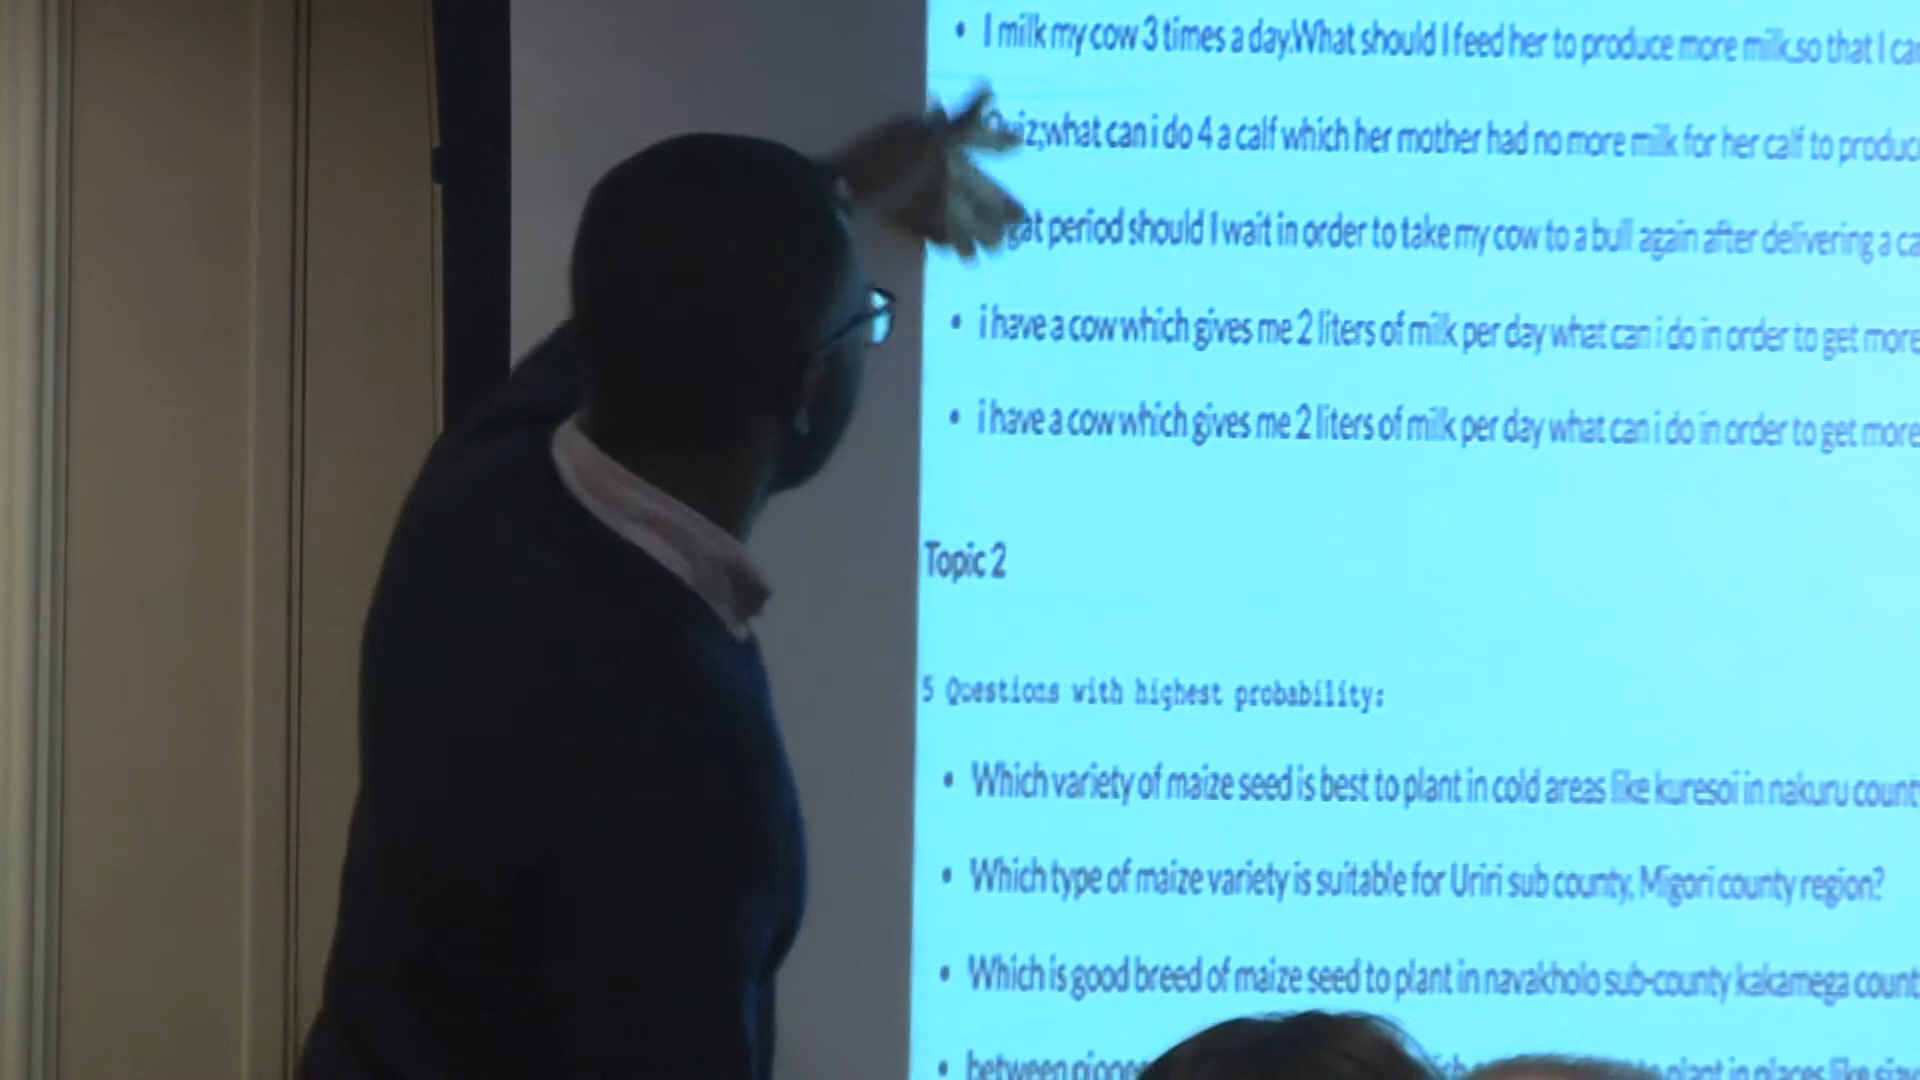 • I milk my cow 3 times a day.What should I feed her to produce more milk,so that I can
Quiz;what can i do 4 a calf which her mother had no more milk for her calf to produc
period should I wait in order to take my cow to a bull again after delivering a ca
• i have a cow which gives me 2 liters of milk per day what can i do in order to get more
• i have a cow which gives me 2 liters of milk per day what can i do in order to get more
Topic 2
5 Questions with highest probability:
• Which variety of maize seed is best to plant in cold areas like kuresoi in nakuru count
• Which type of maize variety is suitable for Uriri sub county, Migori county region?
• Which is good breed of maize seed to plant in navakholo sub-county kakamega count
• between plant in places like